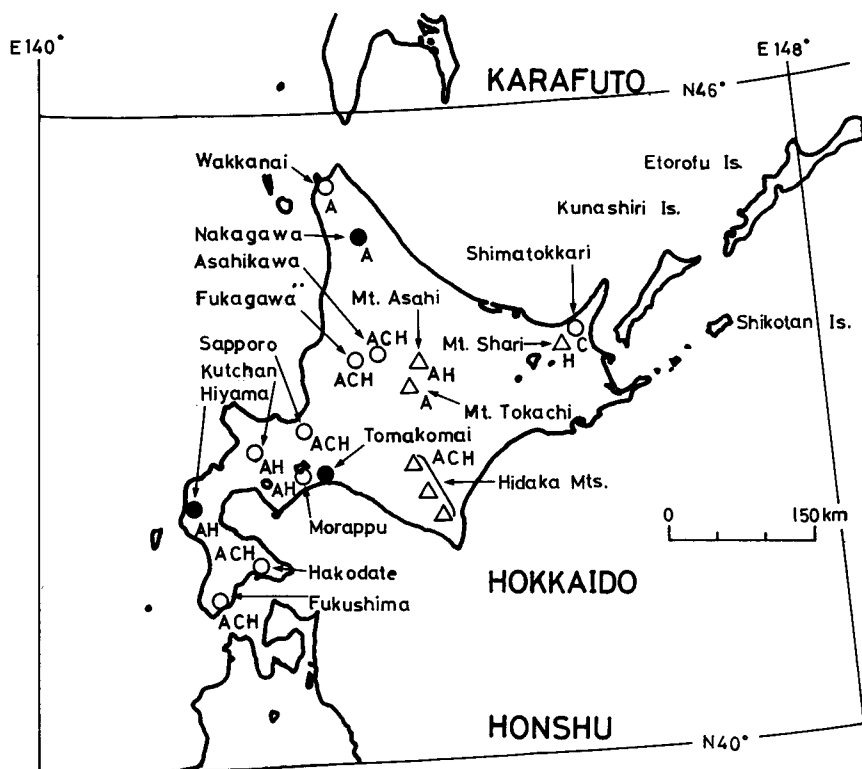 E 140°
E 148°
KARAFUTO
N46°
Wakkanai
A
Etorofu Is.
Kunashiri Is.
Nakagawa
A
Asahikawa
Shimatokkari
Fukagawa
Mt. Asahi
ACH
Mt. Shari
C
H
Shikotan Is.
Sapporo
ACH
AH
Kutchan
A
Mt. Tokachi
Hiyama
ACH
Tomakomai
ACH
AH
AH
Hidaka Mts.
AH
Morappu
0
150km
ACH
Hakodate
HOKKAIDO
Fukushima
ACH
HONSHU
N40°